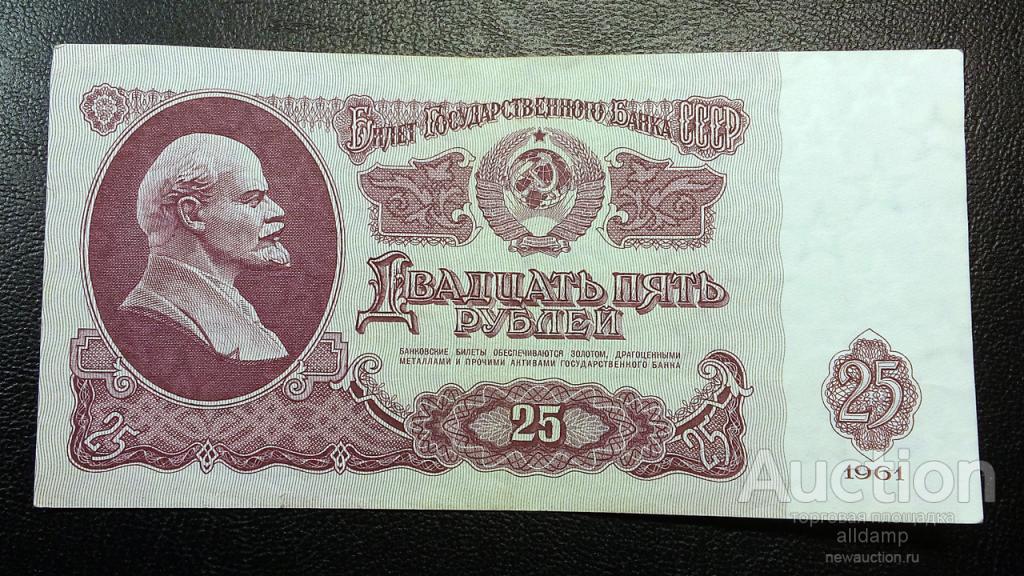 Билет Государственного Банка СССР
Двадцать пять
рублей
БАНКОВСКИЕ БИЛЕТЫ ОБЕСПЕЧИВАЮТСЯ ЗОЛОТОМ, ДРАГОЦЕННЫМИ
МЕТАЛЛАМИ И ПРОЧИМИ АКТИВАМИ ГОСУДАРСТВЕННОГО БАНКА
25
25
25
25
1961
Auction
торговая площадка
alldamp
newauction.ru